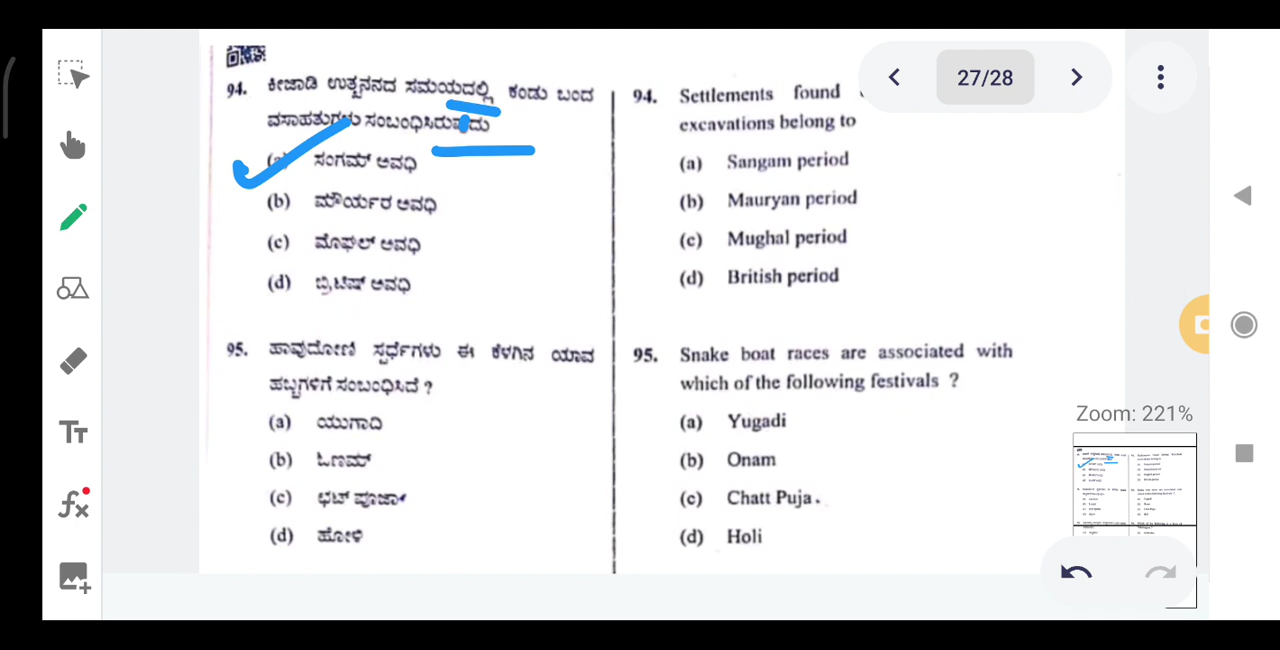 27/28
94. ಕೀಜಾಡಿ ಉತ್ಖನನದ ಸಮಯದಲ್ಲಿ ಕಂಡು ಬಂದ
ವಸಾಹತುಗಳು ಸಂಬಂಧಿಸಿರುವುದು
(a) ಸಂಗಮ್ ಅವಧಿ
(b) ಮೌರ್ಯರ ಅವಧಿ
(c) ಮೊಘಲ್ ಅವಧಿ
(d) ಬ್ರಿಟಿಷ್ ಅವಧಿ
95. ಹಾವುದೋಣಿ ಸ್ಪರ್ಧೆಗಳು ಈ ಕೆಳಗಿನ ಯಾವ
ಹಬ್ಬಗಳಿಗೆ ಸಂಬಂಧಿಸಿದೆ ?
(a) ಯುಗಾದಿ
(b) ಓಣಮ್
(c) ಛಟ್ ಪೂಜಾ
(d) ಹೋಳಿ
94. Settlements found
excavations belong to
(a) Sangam period
(b) Mauryan period
(c) Mughal period
(d) British period
95. Snake boat races are associated with
which of the following festivals ?
(a) Yugadi
(b) Onam
(c) Chatt Puja.
(d) Holi
Zoom: 221%
TT
fx